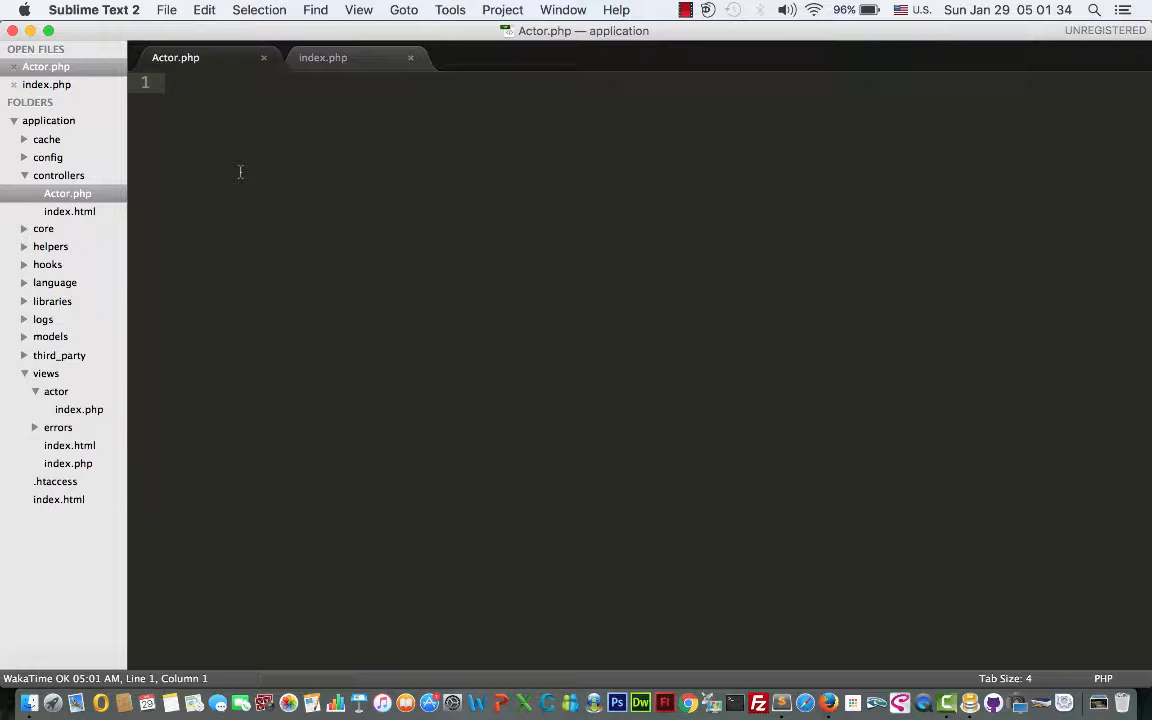 Sublime Text 2 File Edit Selection Find View Goto Tools Project Window Help 96% U.S. Sun Jan 29 05 01 34
Actor.php — application UNREGISTERED
OPEN FILES
Actor.php
index.php
Actor.php index.php
1
FOLDERS
application
cache
config
controllers
Actor.php
index.html
core
helpers
hooks
language
libraries
logs
models
third_party
views
actor
index.php
errors
index.html
index.php
.htaccess
index.html
WakaTime OK 05:01 AM, Line 1, Column 1 Tab Size: 4 PHP